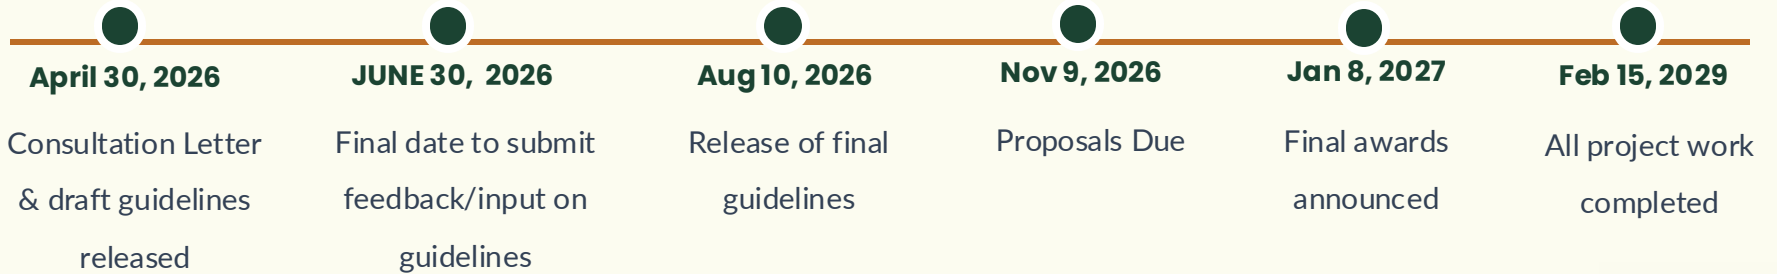 April 30, 2026
Consultation Letter
& draft guidelines
released
JUNE 30, 2026
Final date to submit
feedback/input on
guidelines
Aug 10, 2026
Release of final
guidelines
Nov 9, 2026
Proposals Due
Jan 8, 2027
Final awards
announced
Feb 15, 2029
All project work
completed